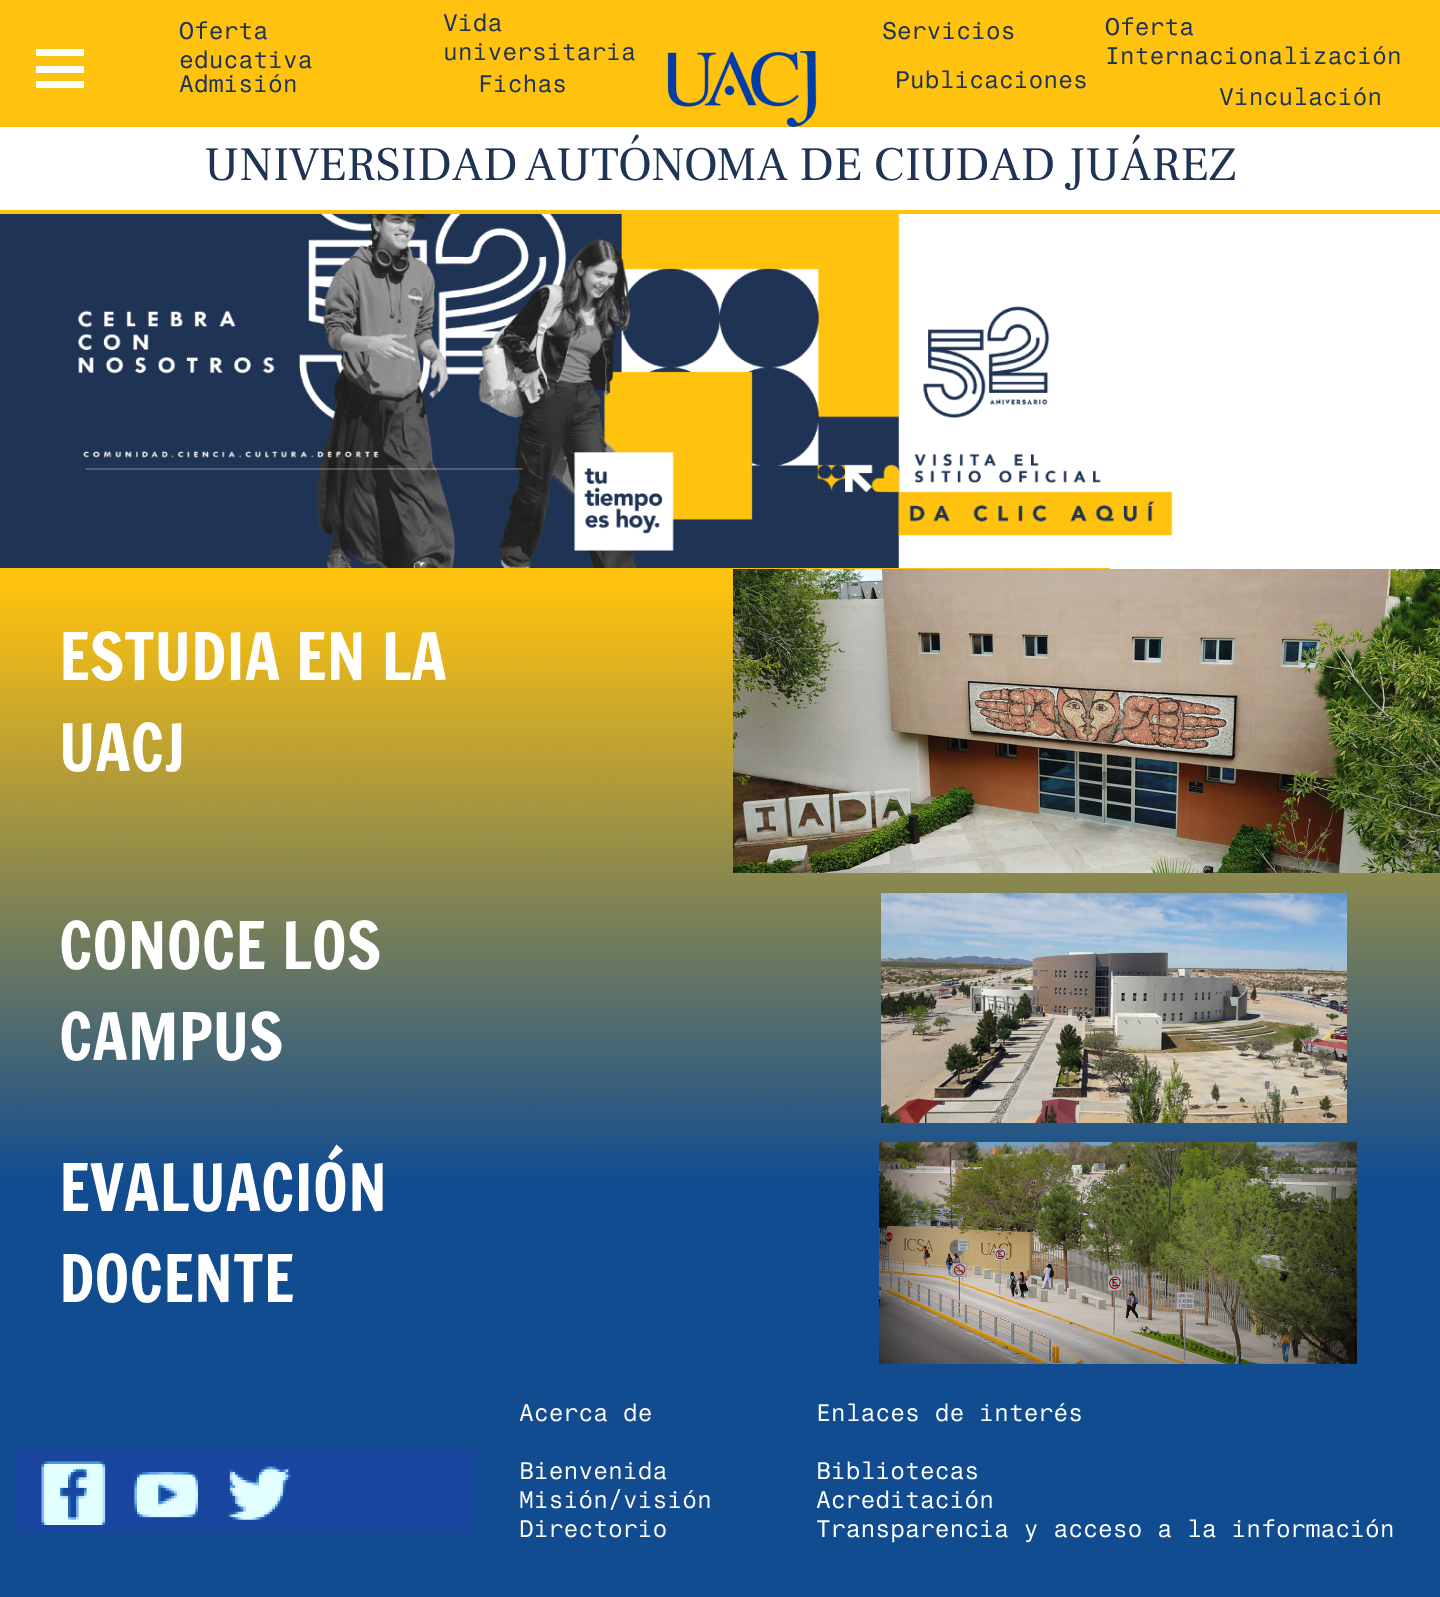 Oferta
educativa
Admisión
Vida
universitaria
Fichas
UACJ
Servicios
Publicaciones
Oferta
Internacionalización
Vinculación
UNIVERSIDAD AUTÓNOMA DE CIUDAD JUÁREZ
52
CELEBRA
CON
NOSOTROS
COMUNIDAD.CIENCIA.CULTURA.DEPORTE
tu
tiempo
es hoy.
52
ANIVERSARIO
VISITA EL
SITIO OFICIAL
DA CLIC AQUÍ
ESTUDIA EN LA
UACJ
IADA
CONOCE LOS
CAMPUS
EVALUACIÓN
DOCENTE
ICSA UACJ
Acerca de
Bienvenida
Misión/visión
Directorio
Enlaces de interés
Bibliotecas
Acreditación
Transparencia y acceso a la información